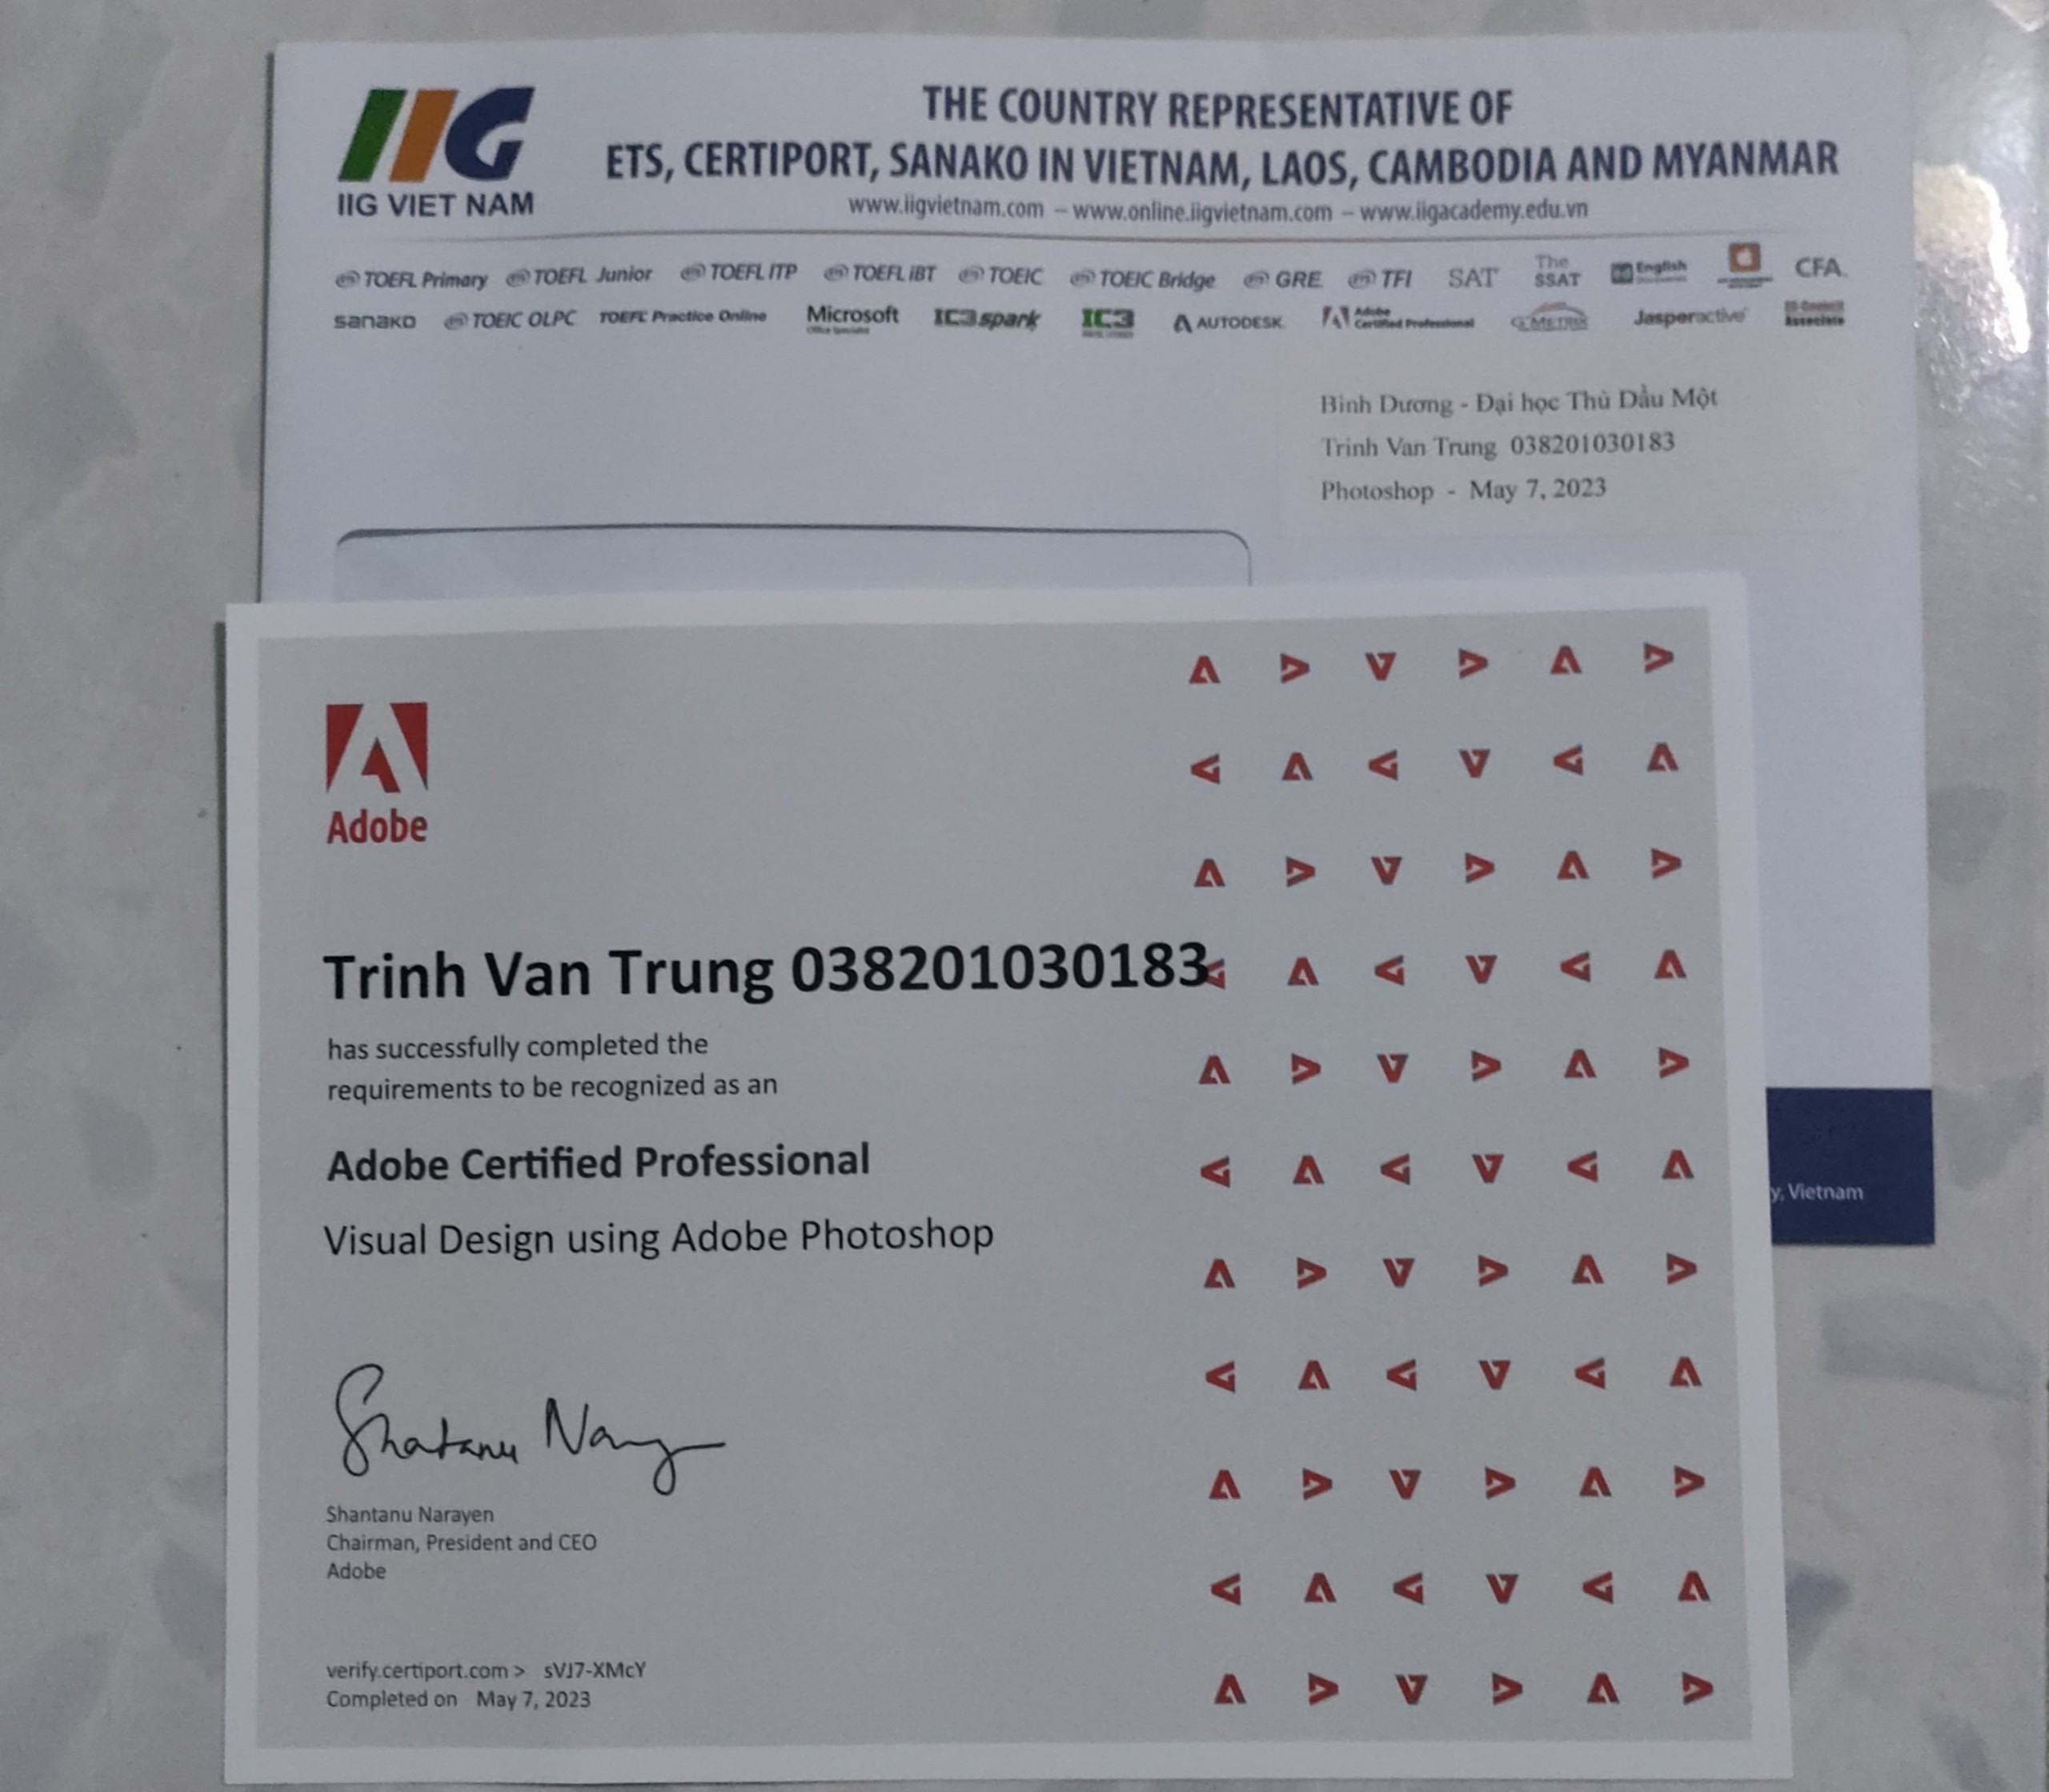 IIG VIET NAM
THE COUNTRY REPRESENTATIVE OF
ETS, CERTIPORT, SANAKO IN VIETNAM, LAOS, CAMBODIA AND MYANMAR
www.iigvietnam.com – www.online.iigvietnam.com – www.iigacademy.edu.vn
TOEFL Primary TOEFL Junior TOEFL ITP TOEFL iBT TOEIC TOEIC Bridge GRE TFI SAT The SSAT English CFA
sanako TOEIC OLPC TOEFL Practice Online Microsoft Office Specialist IC3 spark IC3 AUTODESK Adobe Certified Professional GMETRIX Jasperactive Associate
Bình Dương - Đại học Thủ Dầu Một
Trinh Van Trung 038201030183
Photoshop - May 7, 2023
Adobe
Trinh Van Trung 038201030183
has successfully completed the
requirements to be recognized as an
Adobe Certified Professional
y, Vietnam
Visual Design using Adobe Photoshop
Shantanu Narayen
Shantanu Narayen
Chairman, President and CEO
Adobe
verify.certiport.com > sVJ7-XMcY
Completed on May 7, 2023